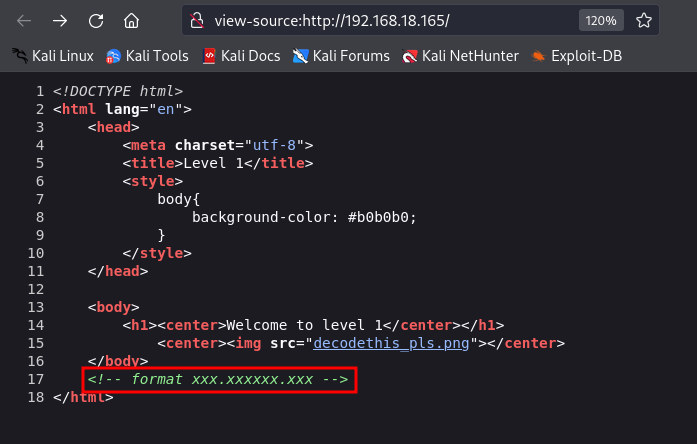 view-source:http://192.168.18.165/ 120%
Kali Linux Kali Tools Kali Docs Kali Forums Kali NetHunter Exploit-DB
1 <!DOCTYPE html>
2 <html lang="en">
3     <head>
4         <meta charset="utf-8">
5         <title>Level 1</title>
6         <style>
7             body{
8                 background-color: #b0b0b0;
9             }
10         </style>
11     </head>
12
13     <body>
14         <h1><center>Welcome to level 1</center></h1>
15             <center><img src="decodethis_pls.png"></center>
16     </body>
17     <!-- format xxx.xxxxxx.xxx -->
18 </html>